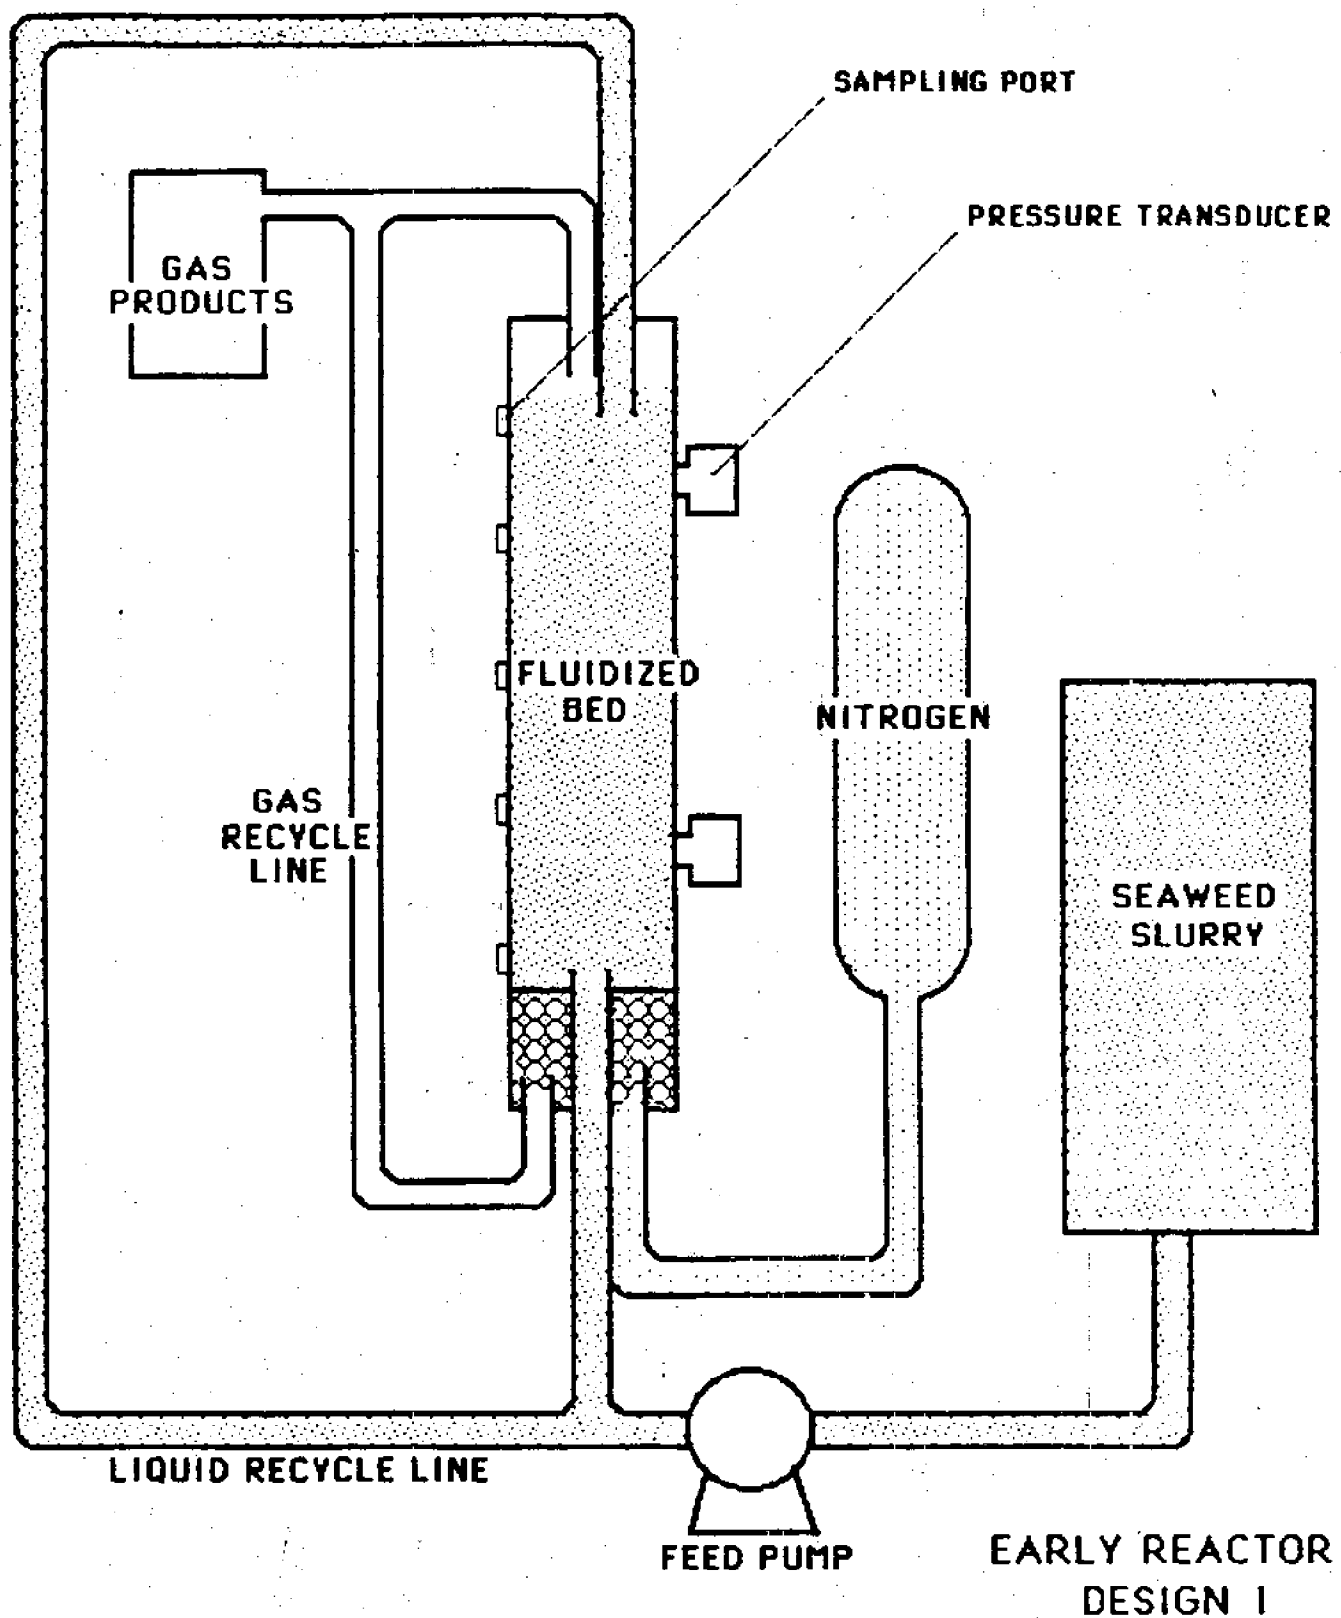 SAMPLING PORT
PRESSURE TRANSDUCER
GAS
PRODUCTS
FLUIDIZED
BED
NITROGEN
GAS
RECYCLE
LINE
SEAWEED
SLURRY
LIQUID RECYCLE LINE
FEED PUMP
EARLY REACTOR
DESIGN 1